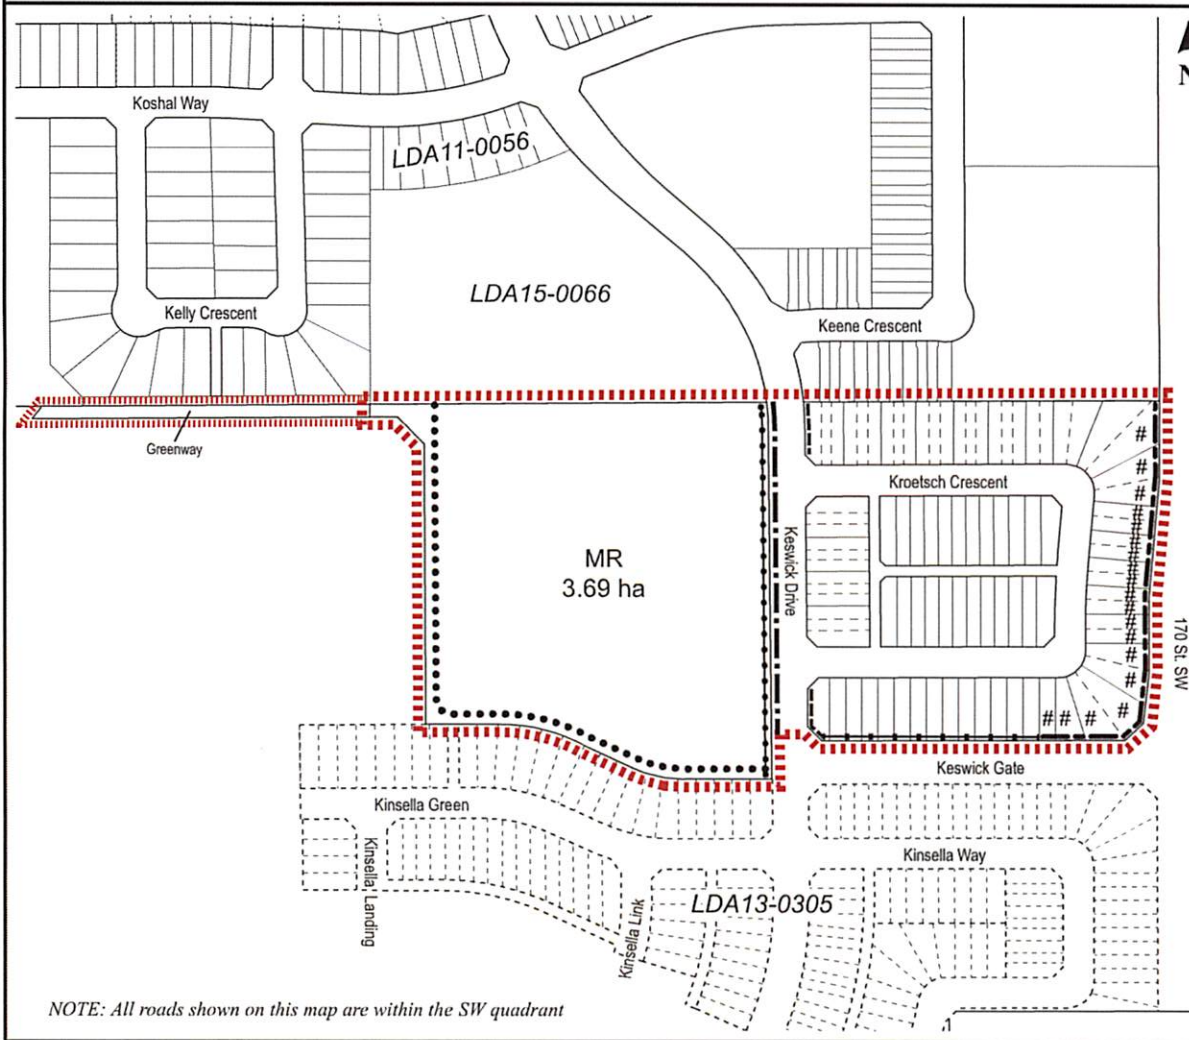 N
Koshal Way
LDA11-0056
LDA15-0066
Kelly Crescent
Keene Crescent
Greenway
#
#
#
Kroetsch Crescent
MR
3.69 ha
Keswick Drive
170 St. SW
#
#
# # # #
Keswick Gate
Kinsella Green
Kinsella Way
Kinsella Landing
LDA13-0305
Kinsella Link
NOTE: All roads shown on this map are within the SW quadrant